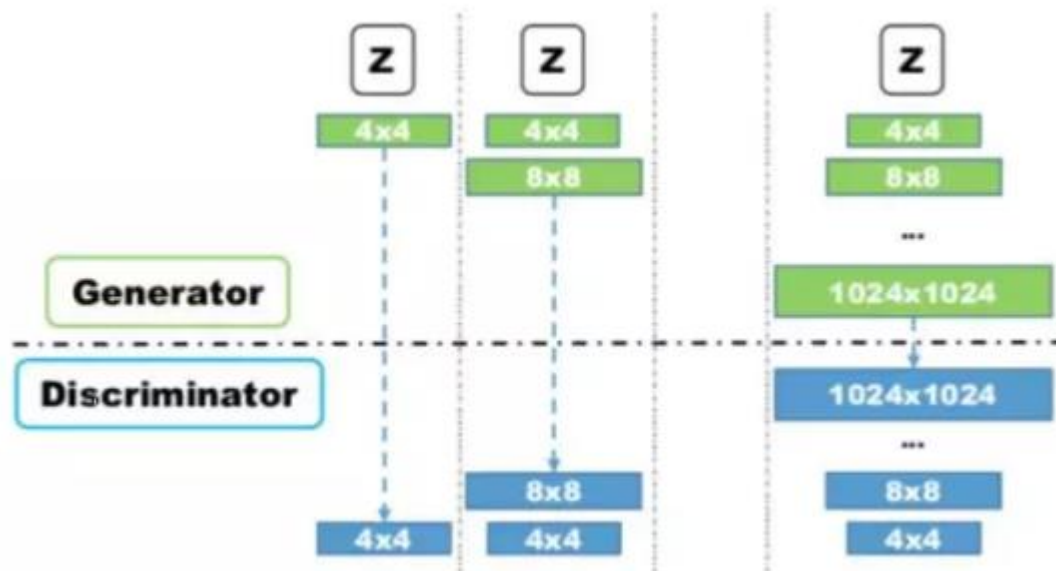 Z Z Z
4x4 4x4 4x4
8x8 8x8
...
Generator 1024x1024
Discriminator 1024x1024
...
8x8 8x8
4x4 4x4 4x4